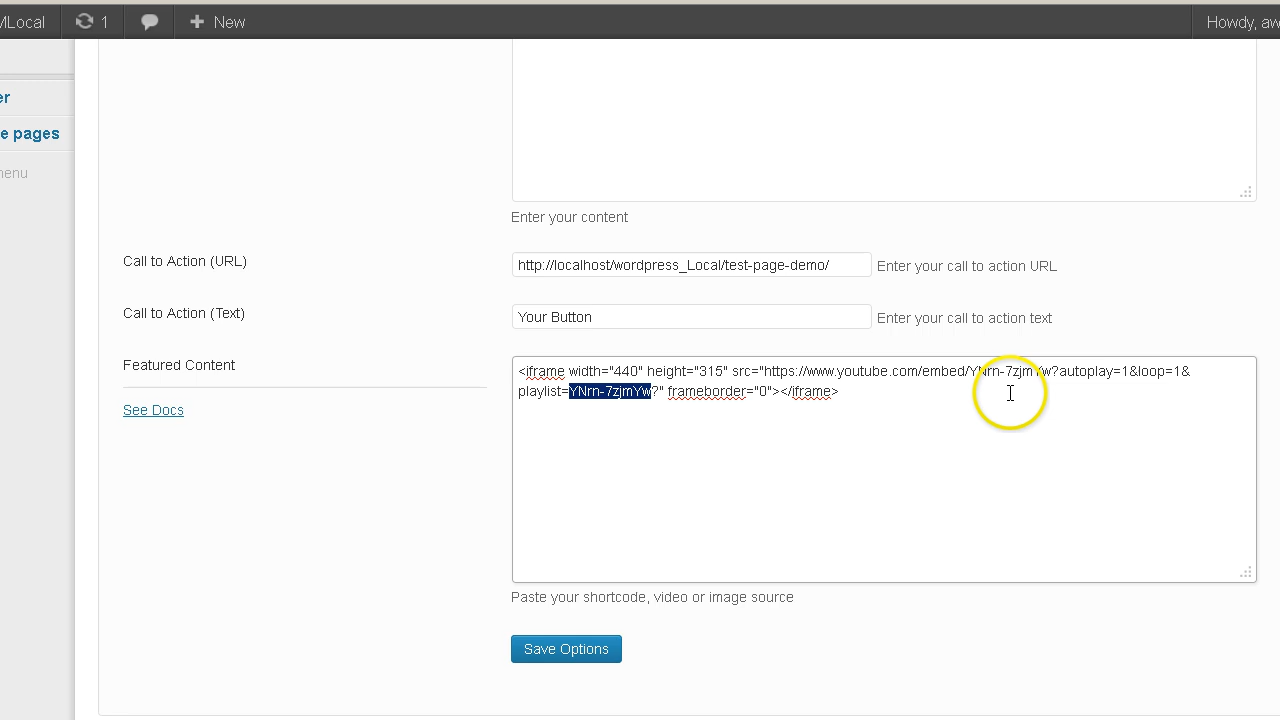 MLocal 1 New Howdy, aw
er
e pages
menu
Enter your content
Call to Action (URL) http://localhost/wordpress_Local/test-page-demo/ Enter your call to action URL
Call to Action (Text) Your Button Enter your call to action text
Featured Content
<iframe width="440" height="315" src="https://www.youtube.com/embed/YNrn-7zjmYw?autoplay=1&loop=1&
playlist=YNrn-7zjmYw?" frameborder="0"></iframe>
See Docs
Paste your shortcode, video or image source
Save Options